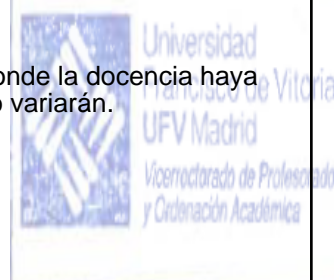 Universidad
onde la docencia haya
Francisco de Vitoria
variarán.
UFV Madrid
Vicerrectorado de Profesorado
y Ordenación Académica